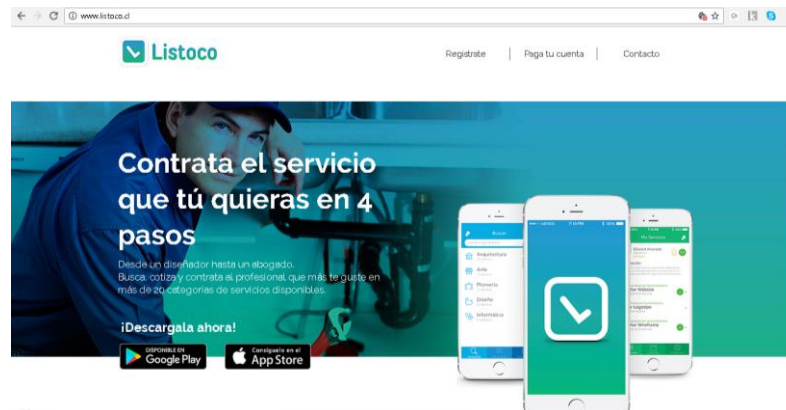 www.listoco.cl
Listoco
Registrate | Paga tu cuenta | Contacto
Contrata el servicio
que tú quieras en 4
pasos
Desde un diseñador hasta un abogado.
Busca, cotiza y contrata al profesional que más te guste en
más de 20 categorias de servicios disponibles.
¡Descargala ahora!
DISPONIBLE EN
Google Play
Consíguelo en el
App Store
Buscar
Arquitectura
Arte
Plomería
Diseño
Informática
Mis Servicios